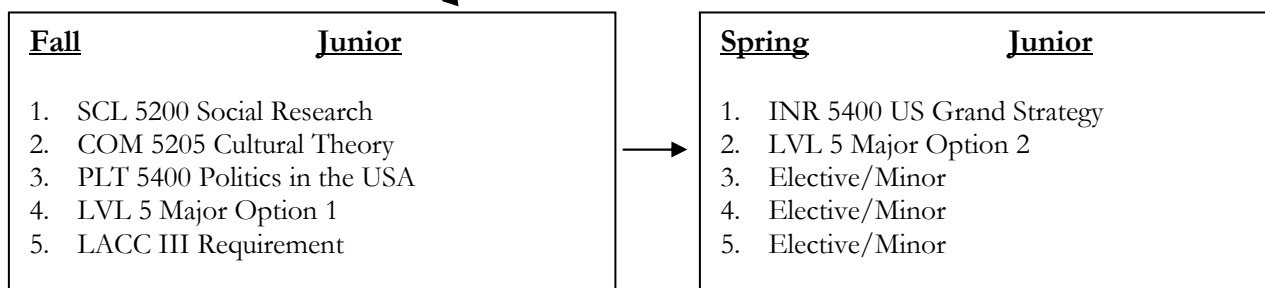 Fall Junior
1. SCL 5200 Social Research
2. COM 5205 Cultural Theory
3. PLT 5400 Politics in the USA
4. LVL 5 Major Option 1
5. LACC III Requirement
Spring Junior
1. INR 5400 US Grand Strategy
2. LVL 5 Major Option 2
3. Elective/Minor
4. Elective/Minor
5. Elective/Minor